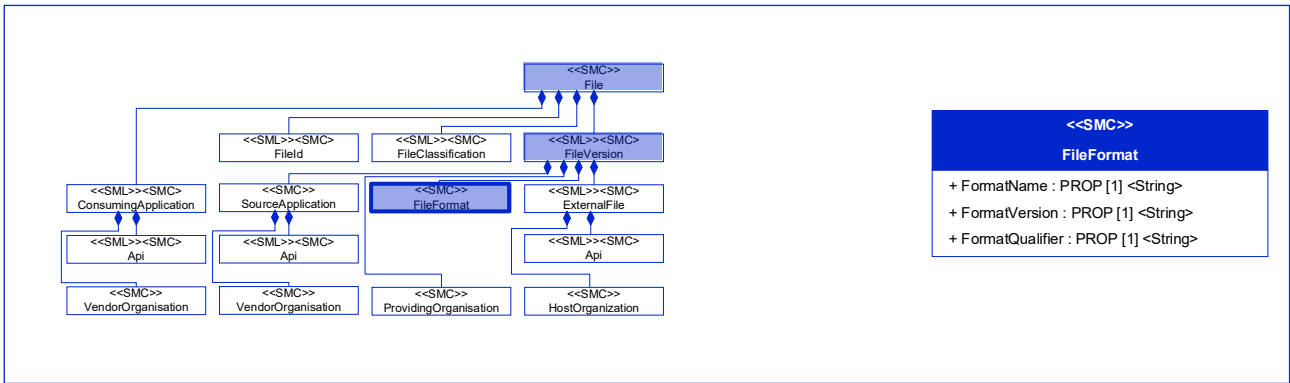 <<SMC>>
File
<<SML>><SMC>
FileId
<<SML>><SMC>
FileClassification
<<SML>><SMC>
FileVersion
<<SML>><SMC>
ConsumingApplication
<<SMC>>
SourceApplication
<<SMC>>
FileFormat
<<SML>><SMC>
ExternalFile
<<SML>><SMC>
Api
<<SML>><SMC>
Api
<<SML>><SMC>
Api
<<SMC>>
VendorOrganisation
<<SMC>>
VendorOrganisation
<<SMC>>
ProvidingOrganisation
<<SMC>>
HostOrganization
<<SMC>>
FileFormat
+ FormatName : PROP [1] <String>
+ FormatVersion : PROP [1] <String>
+ FormatQualifier : PROP [1] <String>